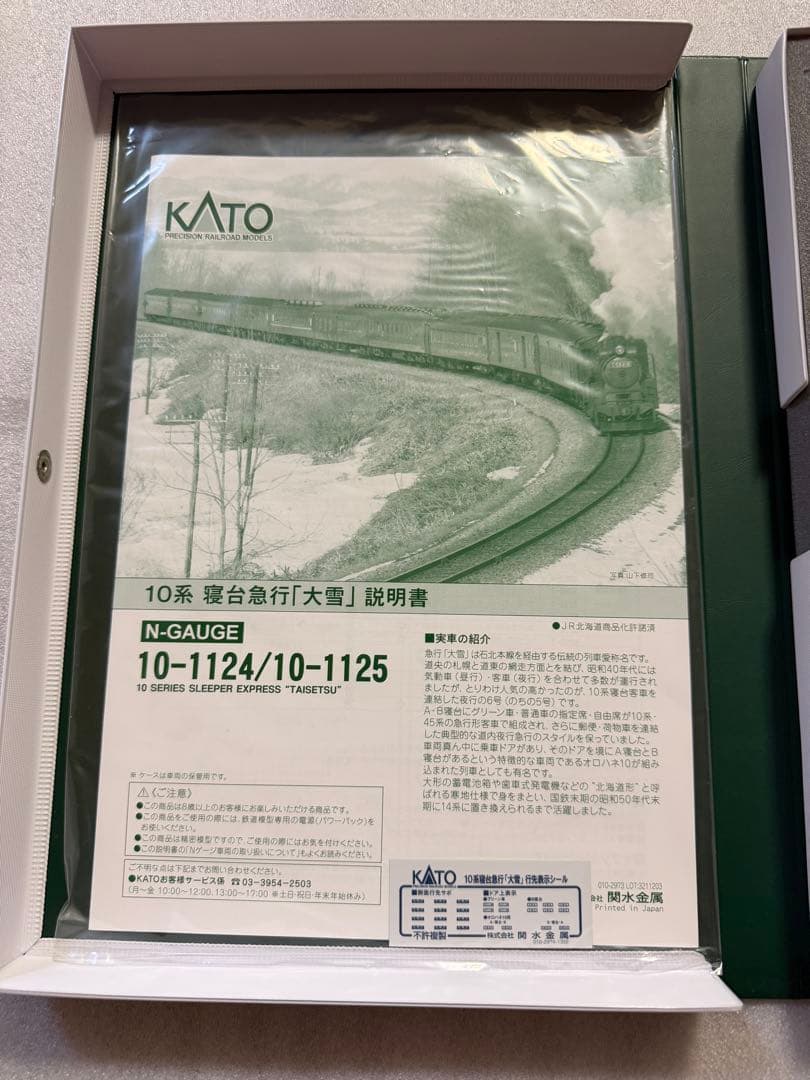 KATO
PRECISION RAILROAD MODELS
写真:山下修司
10系 寝台急行「大雪」 説明書
N-GAUGE
10-1124/10-1125
10 SERIES SLEEPER EXPRESS "TAISETSU"
●JR北海道商品化許諾済
■実車の紹介
急行「大雪」は石北本線を経由する伝統の列車愛称名です。
道央の札幌と道東の網走方面とを結び、昭和40年代には
気動車(昼行)・客車(夜行)を合わせて多数が運行され
ましたが、とりわけ人気の高かったのが、10系寝台客車を
連結した夜行の6号(のちの5号)です。
A・B寝台にグリーン車・普通車の指定席・自由席が10系・
45系の急行形客車で組成され、さらに郵便・荷物車を連結
した典型的な道内夜行急行のスタイルを保っていました。
車両真ん中に乗車ドアがあり、そのドアを境にA寝台とB
寝台があるという特徴的な車両であるオロハネ10が組み
込まれた列車としても有名です。
大形の蓄電池箱や歯車式発電機などの"北海道形"と呼
ばれる寒地仕様で身をまとい、国鉄末期の昭和50年代末
期に14系に置き換えられるまで活躍しました。
※ ケースは車両の保管用です。
⚠《ご注意》
●この商品は8歳以上のお客様にお楽しみいただける商品です。
●この商品をご使用の際には、鉄道模型専用の電源(パワーパック)を
お使いください。
●この商品は精密模型ですので、ご使用の際にはお気を付けください。
●この説明書の「Nゲージ車両の取り扱いについて」もよくお読みください。
ご不明な点は下記までお問い合わせください。
●KATOお客様サービス係 ☎03-3954-2503
(月〜金 10:00〜12:00、13:00〜17:00 ※土日・祝日・年末年始休み)
KATO 10系寝台急行「大雪」行先表示シール
■側面行先サボ
■ドア上表示
不許複製
株式会社 関水金属
010-2973 LOT:3211203
会社 関水金属
Printed in Japan